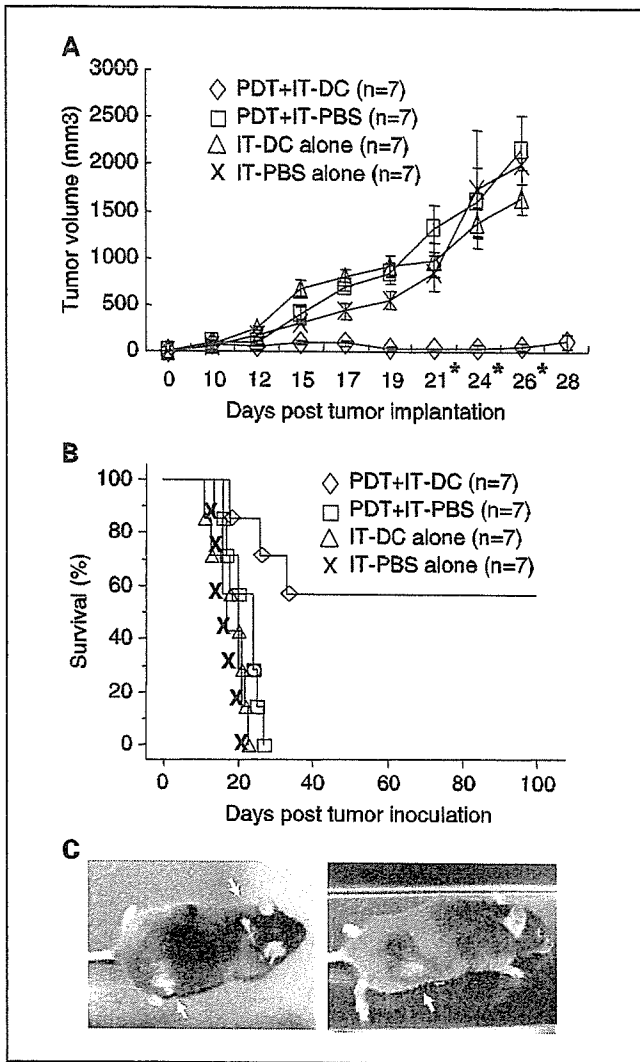 A
3000
2500
2000
1500
1000
500
0
Tumor volume (mm3)
PDT+IT-DC (n=7)
PDT+IT-PBS (n=7)
IT-DC alone (n=7)
IT-PBS alone (n=7)
0 10 12 15 17 19 21* 24* 26* 28
Days post tumor implantation
B
100
80
60
40
20
0
Survival (%)
PDT+IT-DC (n=7)
PDT+IT-PBS (n=7)
IT-DC alone (n=7)
IT-PBS alone (n=7)
0 20 40 60 80 100
Days post tumor inoculation
C